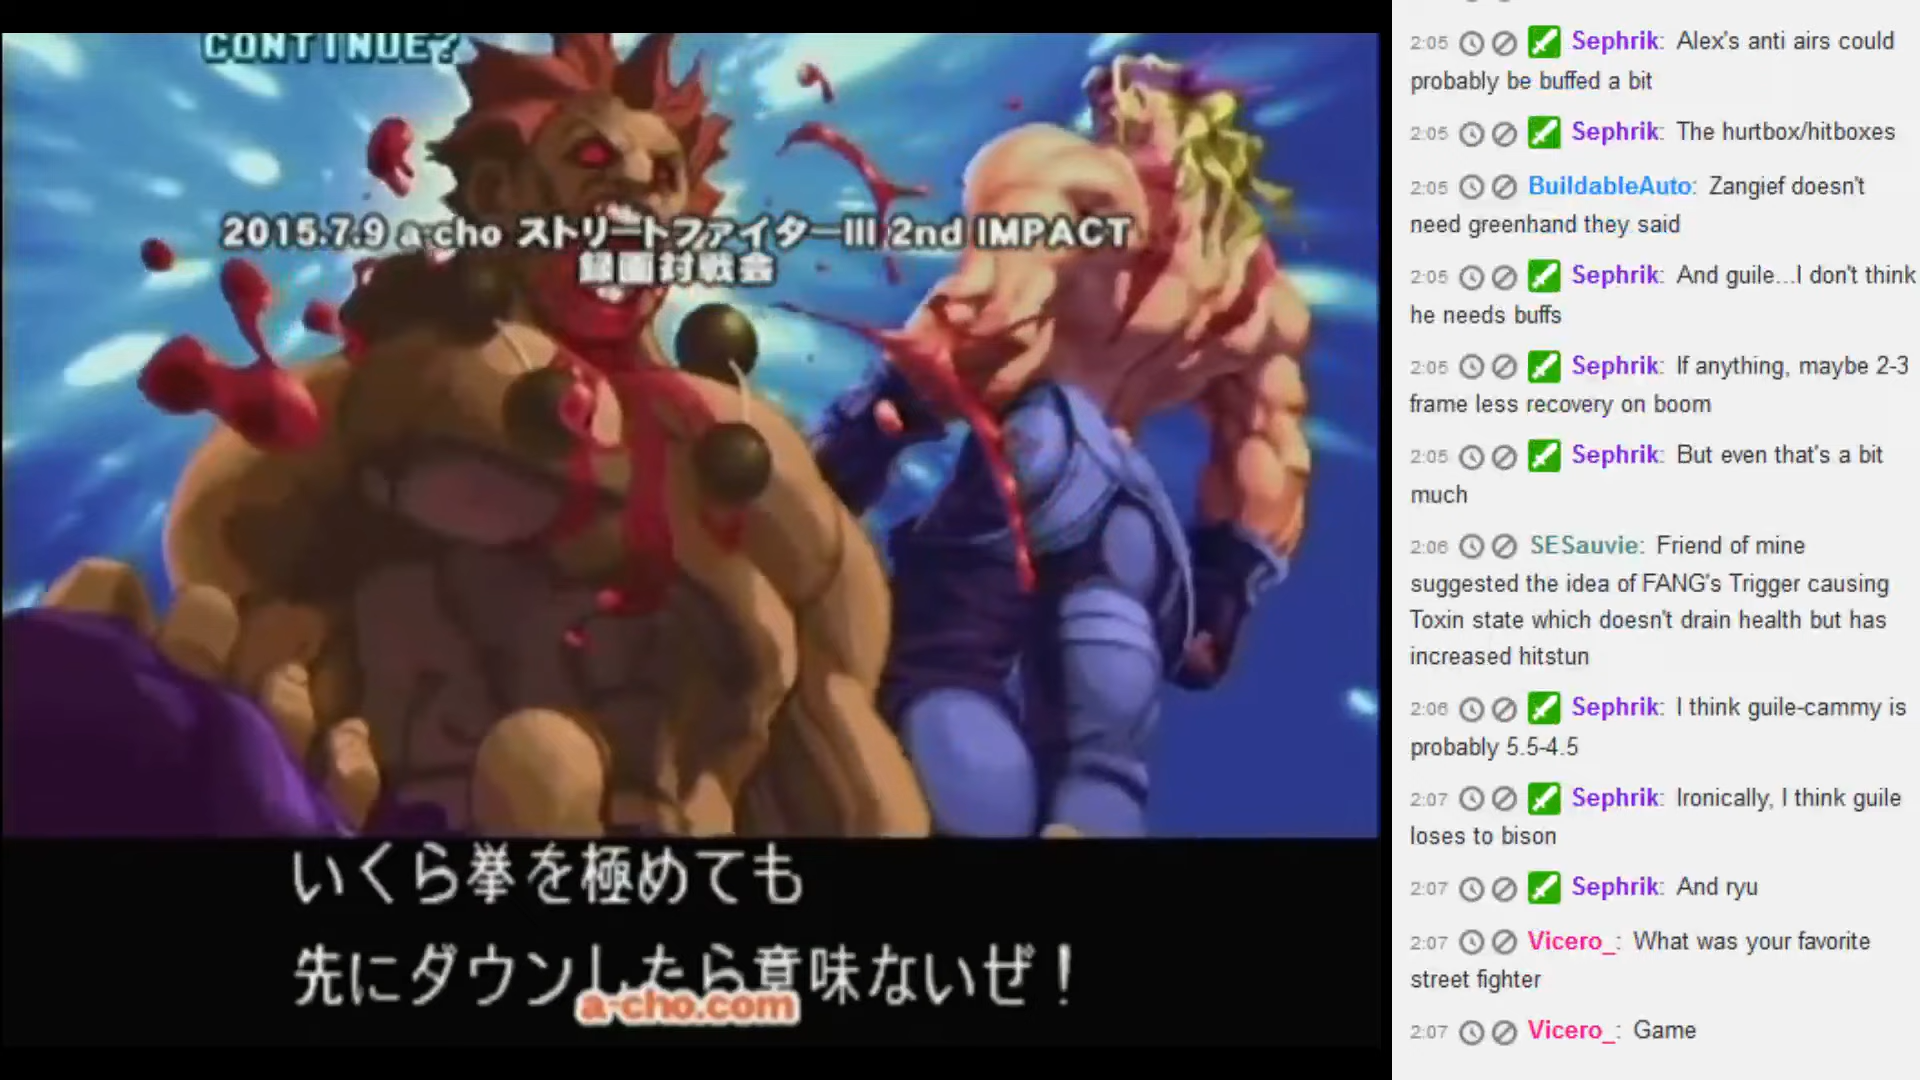 CONTINUE?
2015.7.9 a-cho ストリートファイターIII 2nd IMPACT
録画対戦会
いくら拳を極めても
先にダウンしたら意味ないぜ！
a-cho.com
2:05 Sephrik: Alex's anti airs could
probably be buffed a bit
2:05 Sephrik: The hurtbox/hitboxes
2:05 BuildableAuto: Zangief doesn't
need greenhand they said
2:05 Sephrik: And guile...I don't think
he needs buffs
2:05 Sephrik: If anything, maybe 2-3
frame less recovery on boom
2:05 Sephrik: But even that's a bit
much
2:06 SESauvie: Friend of mine
suggested the idea of FANG's Trigger causing
Toxin state which doesn't drain health but has
increased hitstun
2:06 Sephrik: I think guile-cammy is
probably 5.5-4.5
2:07 Sephrik: Ironically, I think guile
loses to bison
2:07 Sephrik: And ryu
2:07 Vicero_: What was your favorite
street fighter
2:07 Vicero_: Game